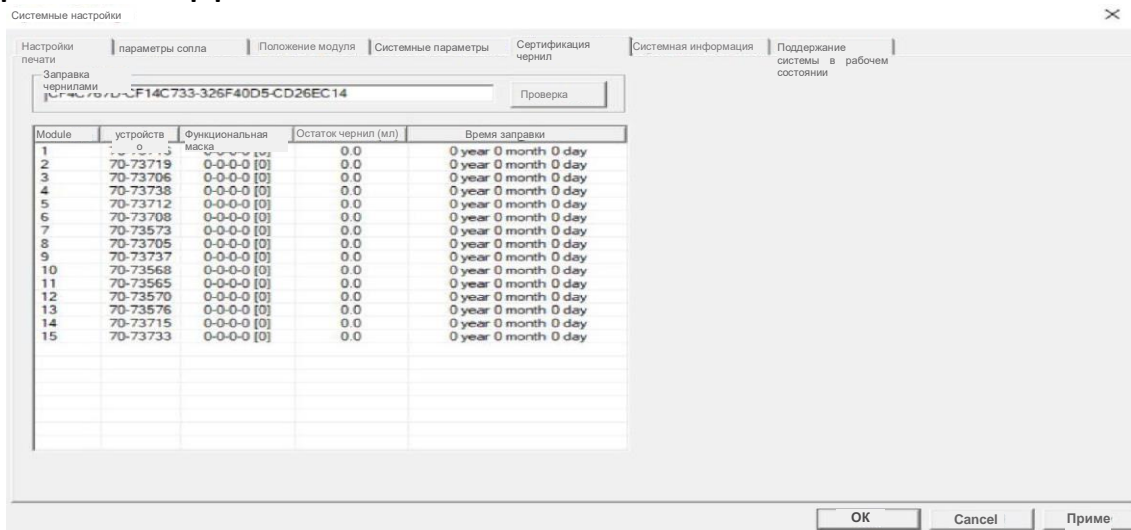 Системные настройки
Настройки печати
параметры сопла
Положение модуля
Системные параметры
Сертификация чернил
Системная информация
Поддержание системы в рабочем состоянии
Заправка чернилами
CF14C733-326F40D5-CD26EC14
Проверка
Module устройство Функциональная маска Остаток чернил (мл) Время заправки
1 0.0 0 year 0 month 0 day
2 70-73719 0-0-0-0 [0] 0.0 0 year 0 month 0 day
3 70-73706 0-0-0-0 [0] 0.0 0 year 0 month 0 day
4 70-73738 0-0-0-0 [0] 0.0 0 year 0 month 0 day
5 70-73712 0-0-0-0 [0] 0.0 0 year 0 month 0 day
6 70-73708 0-0-0-0 [0] 0.0 0 year 0 month 0 day
7 70-73573 0-0-0-0 [0] 0.0 0 year 0 month 0 day
8 70-73705 0-0-0-0 [0] 0.0 0 year 0 month 0 day
9 70-73737 0-0-0-0 [0] 0.0 0 year 0 month 0 day
10 70-73568 0-0-0-0 [0] 0.0 0 year 0 month 0 day
11 70-73565 0-0-0-0 [0] 0.0 0 year 0 month 0 day
12 70-73570 0-0-0-0 [0] 0.0 0 year 0 month 0 day
13 70-73576 0-0-0-0 [0] 0.0 0 year 0 month 0 day
14 70-73715 0-0-0-0 [0] 0.0 0 year 0 month 0 day
15 70-73733 0-0-0-0 [0] 0.0 0 year 0 month 0 day
OK Cancel Приме